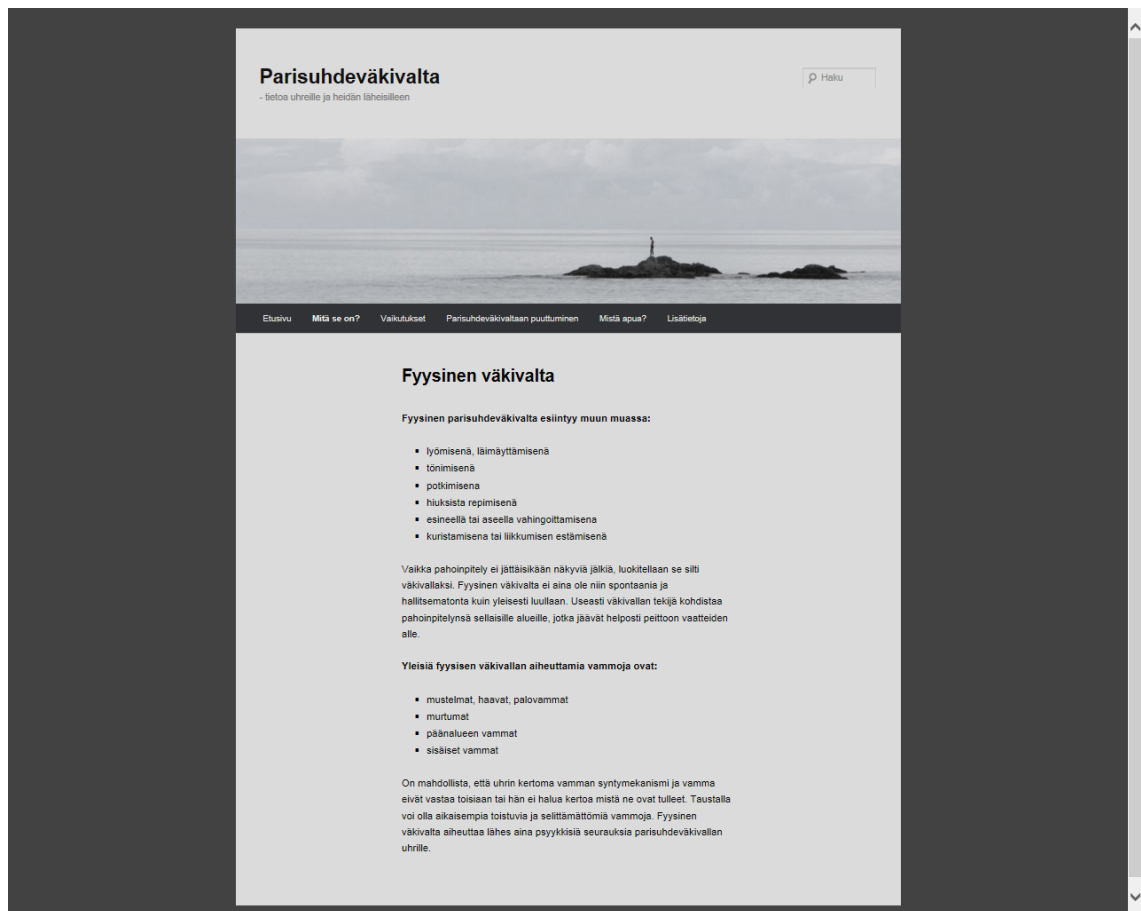 Parisuhdeväkivalta
- tietoa uhreille ja heidän läheisilleen
Haku
Etusivu Mitä se on? Vaikutukset Parisuhdeväkivaltaan puuttuminen Mistä apua? Lisätietoja
Fyysinen väkivalta
Fyysinen parisuhdeväkivalta esiintyy muun muassa:
lyömisenä, läimäyttämisenä
tönimisenä
potkimisena
hiuksista repimisenä
esineellä tai aseella vahingoittamisena
kuristamisena tai liikkumisen estämisenä
Vaikka pahoinpitely ei jättäisikään näkyviä jälkiä, luokitellaan se silti
väkivallaksi. Fyysinen väkivalta ei aina ole niin spontaania ja
hallitsematonta kuin yleisesti luullaan. Useasti väkivallan tekijä kohdistaa
pahoinpitelynsä sellaisille alueille, jotka jäävät helposti peittoon vaatteiden
alle.
Yleisiä fyysisen väkivallan aiheuttamia vammoja ovat:
mustelmat, haavat, palovammat
murtumat
päänalueen vammat
sisäiset vammat
On mahdollista, että uhrin kertoma vamman syntymekanismi ja vamma
eivät vastaa toisiaan tai hän ei halua kertoa mistä ne ovat tulleet. Taustalla
voi olla aikaisempia toistuvia ja selittämättömiä vammoja. Fyysinen
väkivalta aiheuttaa lähes aina psyykkisiä seurauksia parisuhdeväkivallan
uhrille.